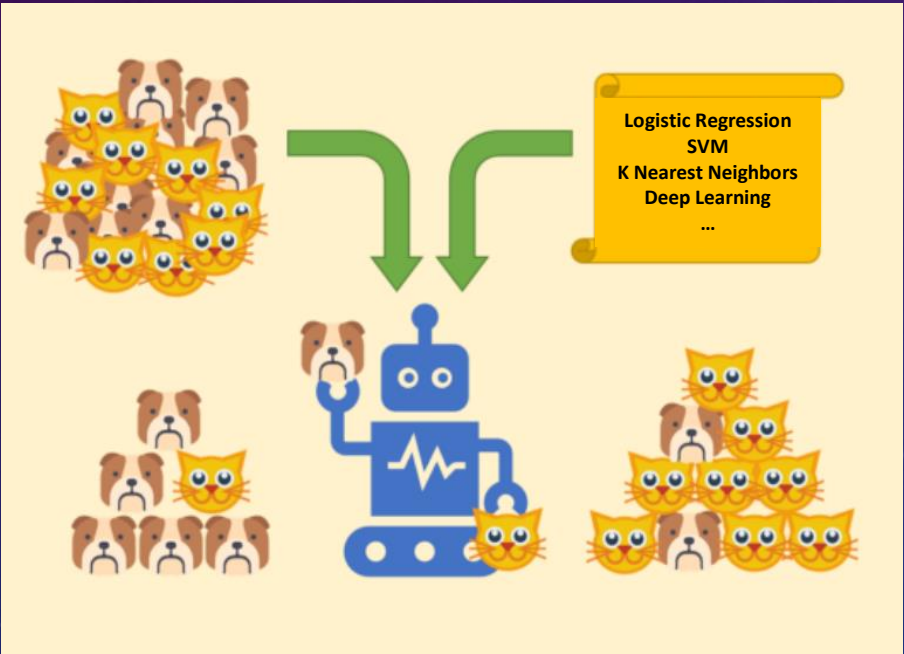 Logistic Regression
SVM
K Nearest Neighbors
Deep Learning
...